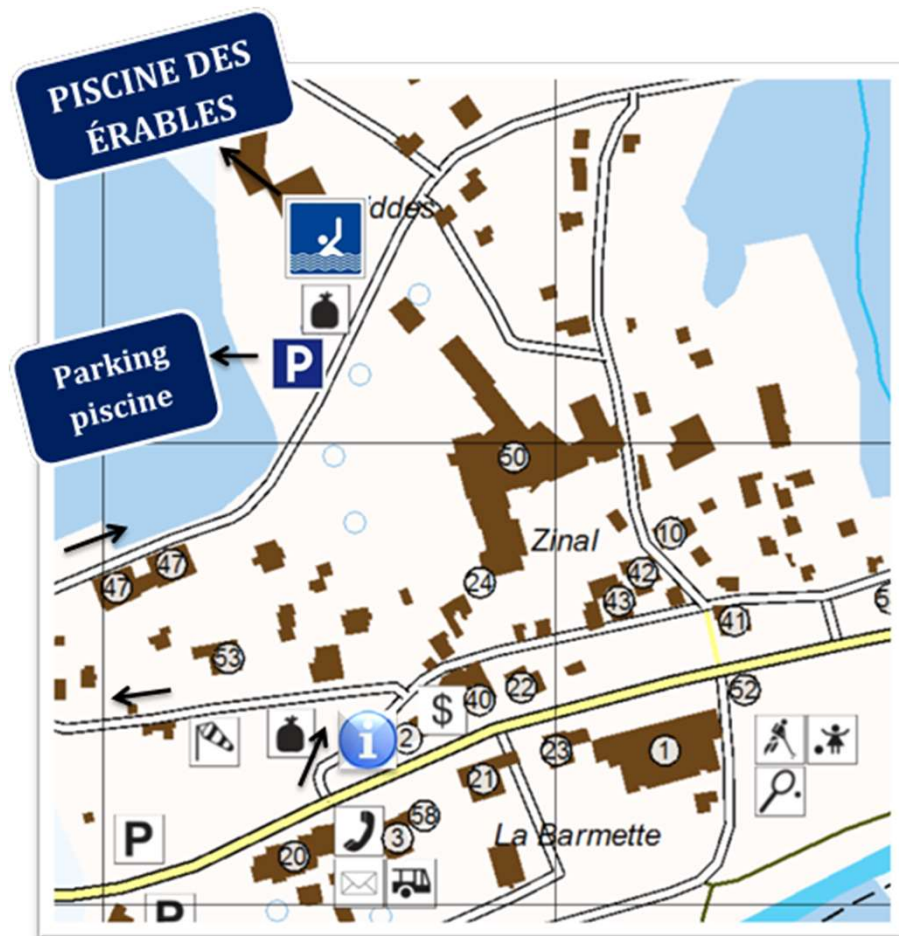 PISCINE DES
ÉRABLES
iddes
P
Parking
piscine
50
Zinal
10
47
47
42
24
43
41
53
52
40
22
$
i
2
23
1
21
58
P
3
La Barmette
20
P